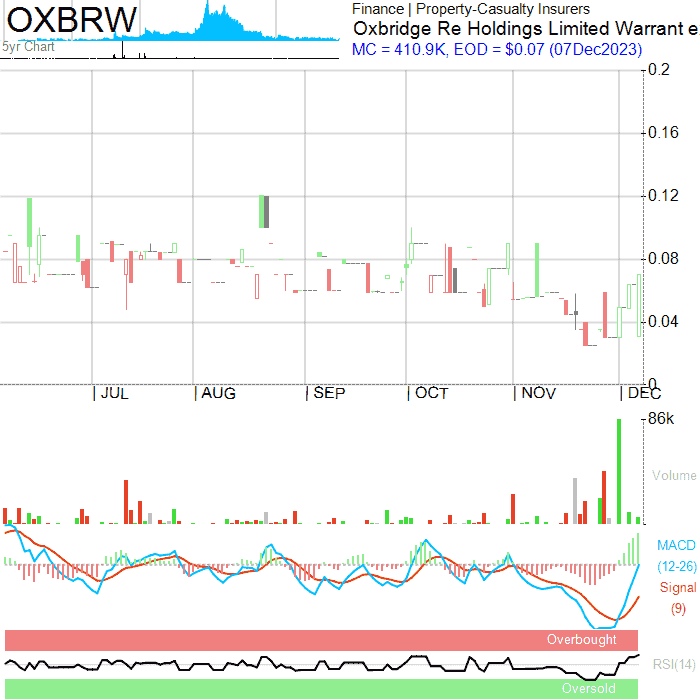 OXBRW
5yr Chart
Finance | Property-Casualty Insurers
Oxbridge Re Holdings Limited Warrant e
MC = 410.9K, EOD = $0.07 (07Dec2023)
0.2
0.16
0.12
0.08
0.04
0
JUL AUG SEP OCT NOV DEC
86k
Volume
MACD
(12-26)
Signal
(9)
Overbought
RSI(14)
Oversold